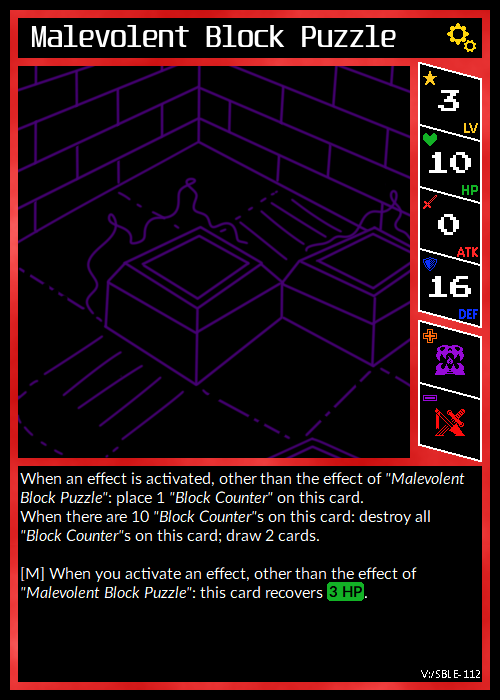 Malevolent Block Puzzle
3
LV
10
HP
0
ATK
16
DEF
When an effect is activated, other than the effect of "Malevolent
Block Puzzle": place 1 "Block Counter" on this card.
When there are 10 "Block Counter"s on this card: destroy all
"Block Counter"s on this card; draw 2 cards.
[M] When you activate an effect, other than the effect of
"Malevolent Block Puzzle": this card recovers 3 HP.
V:/SBLE-112